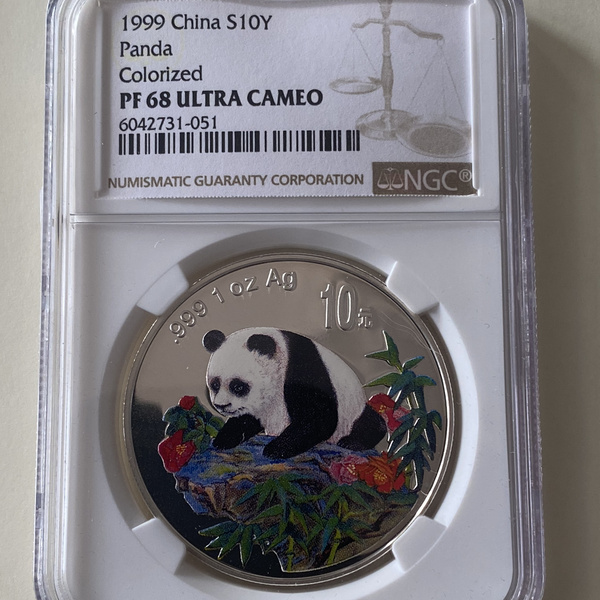 1999 China S10Y
Panda
Colorized
PF 68 ULTRA CAMEO
6042731-051
NUMISMATIC GUARANTY CORPORATION
NGC®
.999 1 oz Ag
10元